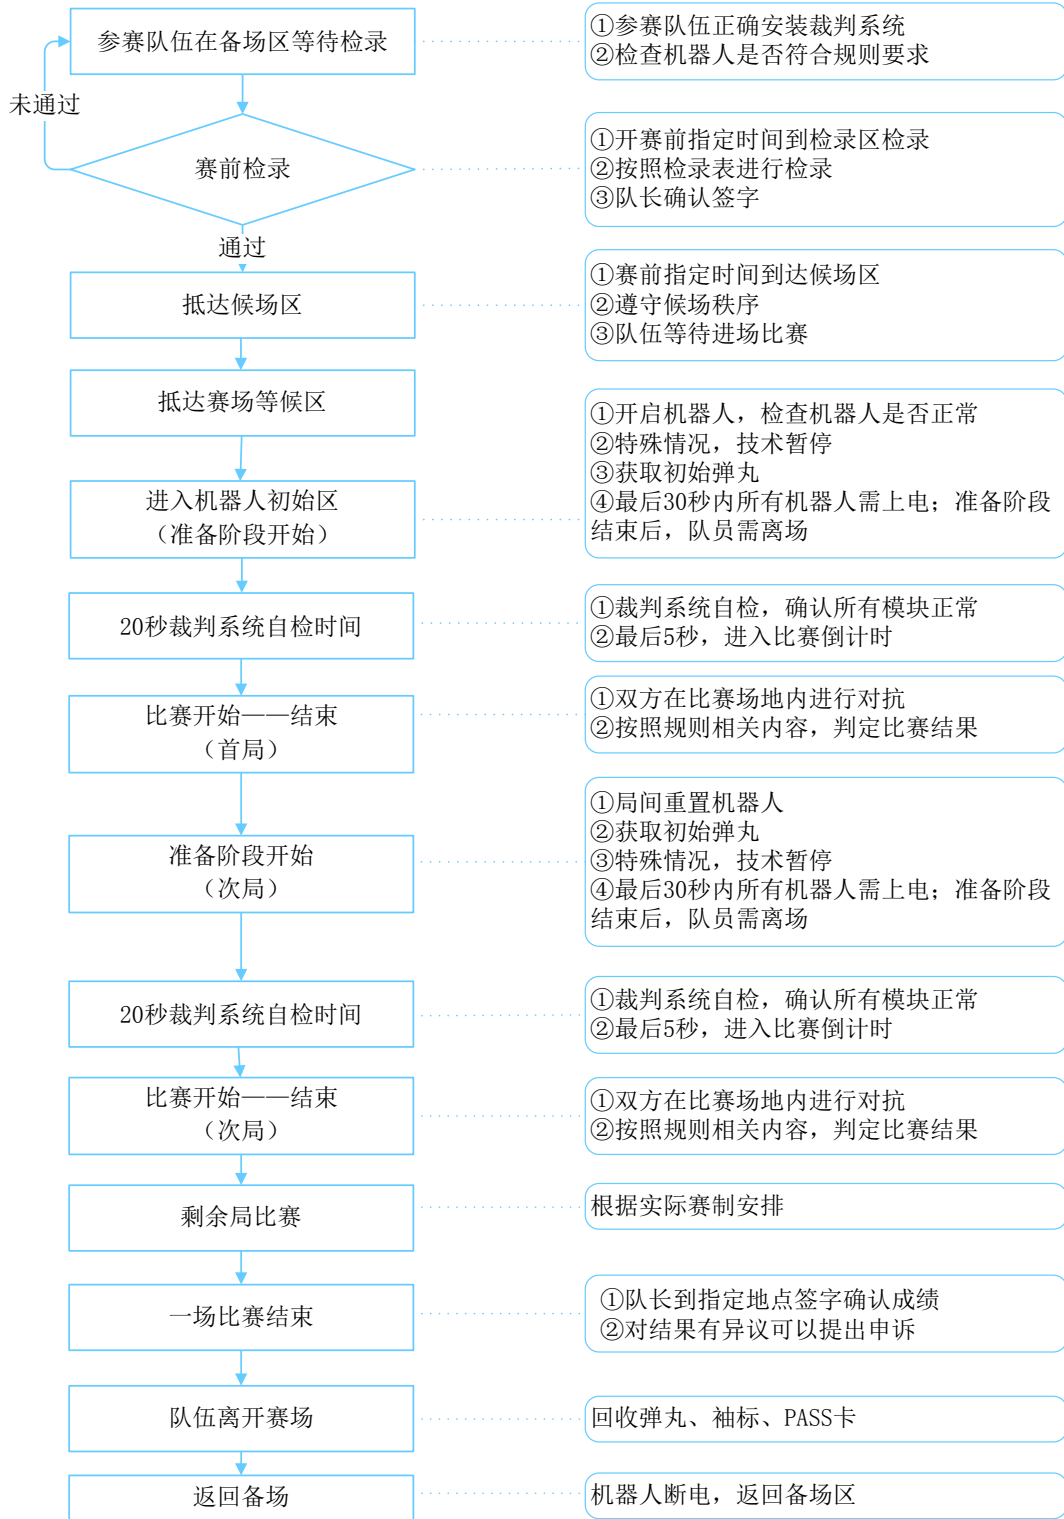 参赛队伍在备场区等待检录
①参赛队伍正确安装裁判系统
②检查机器人是否符合规则要求
未通过
赛前检录
①开赛前指定时间到检录区检录
②按照检录表进行检录
③队长确认签字
通过
抵达候场区
①赛前指定时间到达候场区
②遵守候场秩序
③队伍等待进场比赛
抵达赛场等候区
进入机器人初始区
（准备阶段开始）
①开启机器人，检查机器人是否正常
②特殊情况，技术暂停
③获取初始弹丸
④最后30秒内所有机器人需上电；准备阶段
结束后，队员需离场
20秒裁判系统自检时间
①裁判系统自检，确认所有模块正常
②最后5秒，进入比赛倒计时
比赛开始——结束
（首局）
①双方在比赛场地内进行对抗
②按照规则相关内容，判定比赛结果
准备阶段开始
（次局）
①局间重置机器人
②获取初始弹丸
③特殊情况，技术暂停
④最后30秒内所有机器人需上电；准备阶段
结束后，队员需离场
20秒裁判系统自检时间
①裁判系统自检，确认所有模块正常
②最后5秒，进入比赛倒计时
比赛开始——结束
（次局）
①双方在比赛场地内进行对抗
②按照规则相关内容，判定比赛结果
剩余局比赛
根据实际赛制安排
一场比赛结束
①队长到指定地点签字确认成绩
②对结果有异议可以提出申诉
队伍离开赛场
回收弹丸、袖标、PASS卡
返回备场
机器人断电，返回备场区